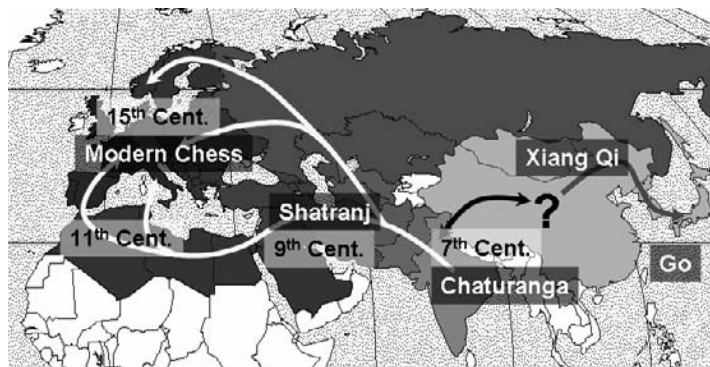 15th Cent.
Modern Chess
Xiang Qi
Shatranj
?
11th Cent.
9th Cent.
7th Cent.
Go
Chaturanga